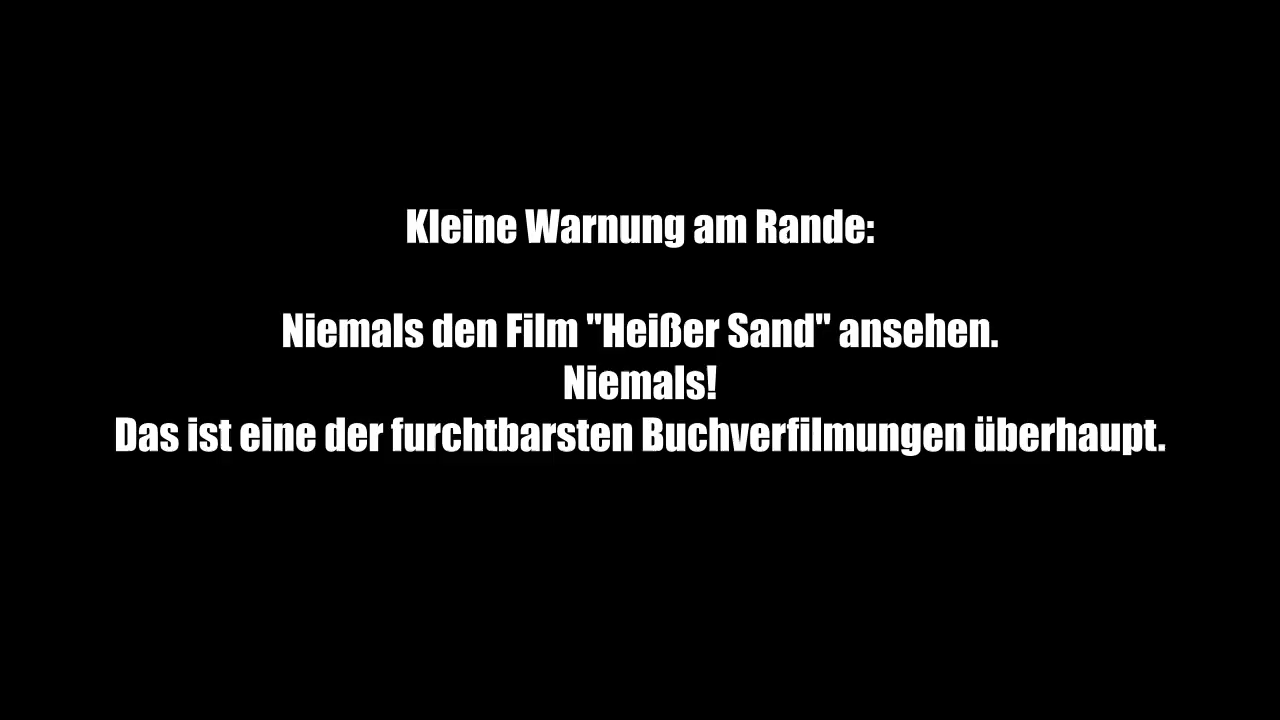 Kleine Warnung am Rande:
Niemals den Film "Heißer Sand" ansehen.
Niemals!
Das ist eine der furchtbarsten Buchverfilmungen überhaupt.